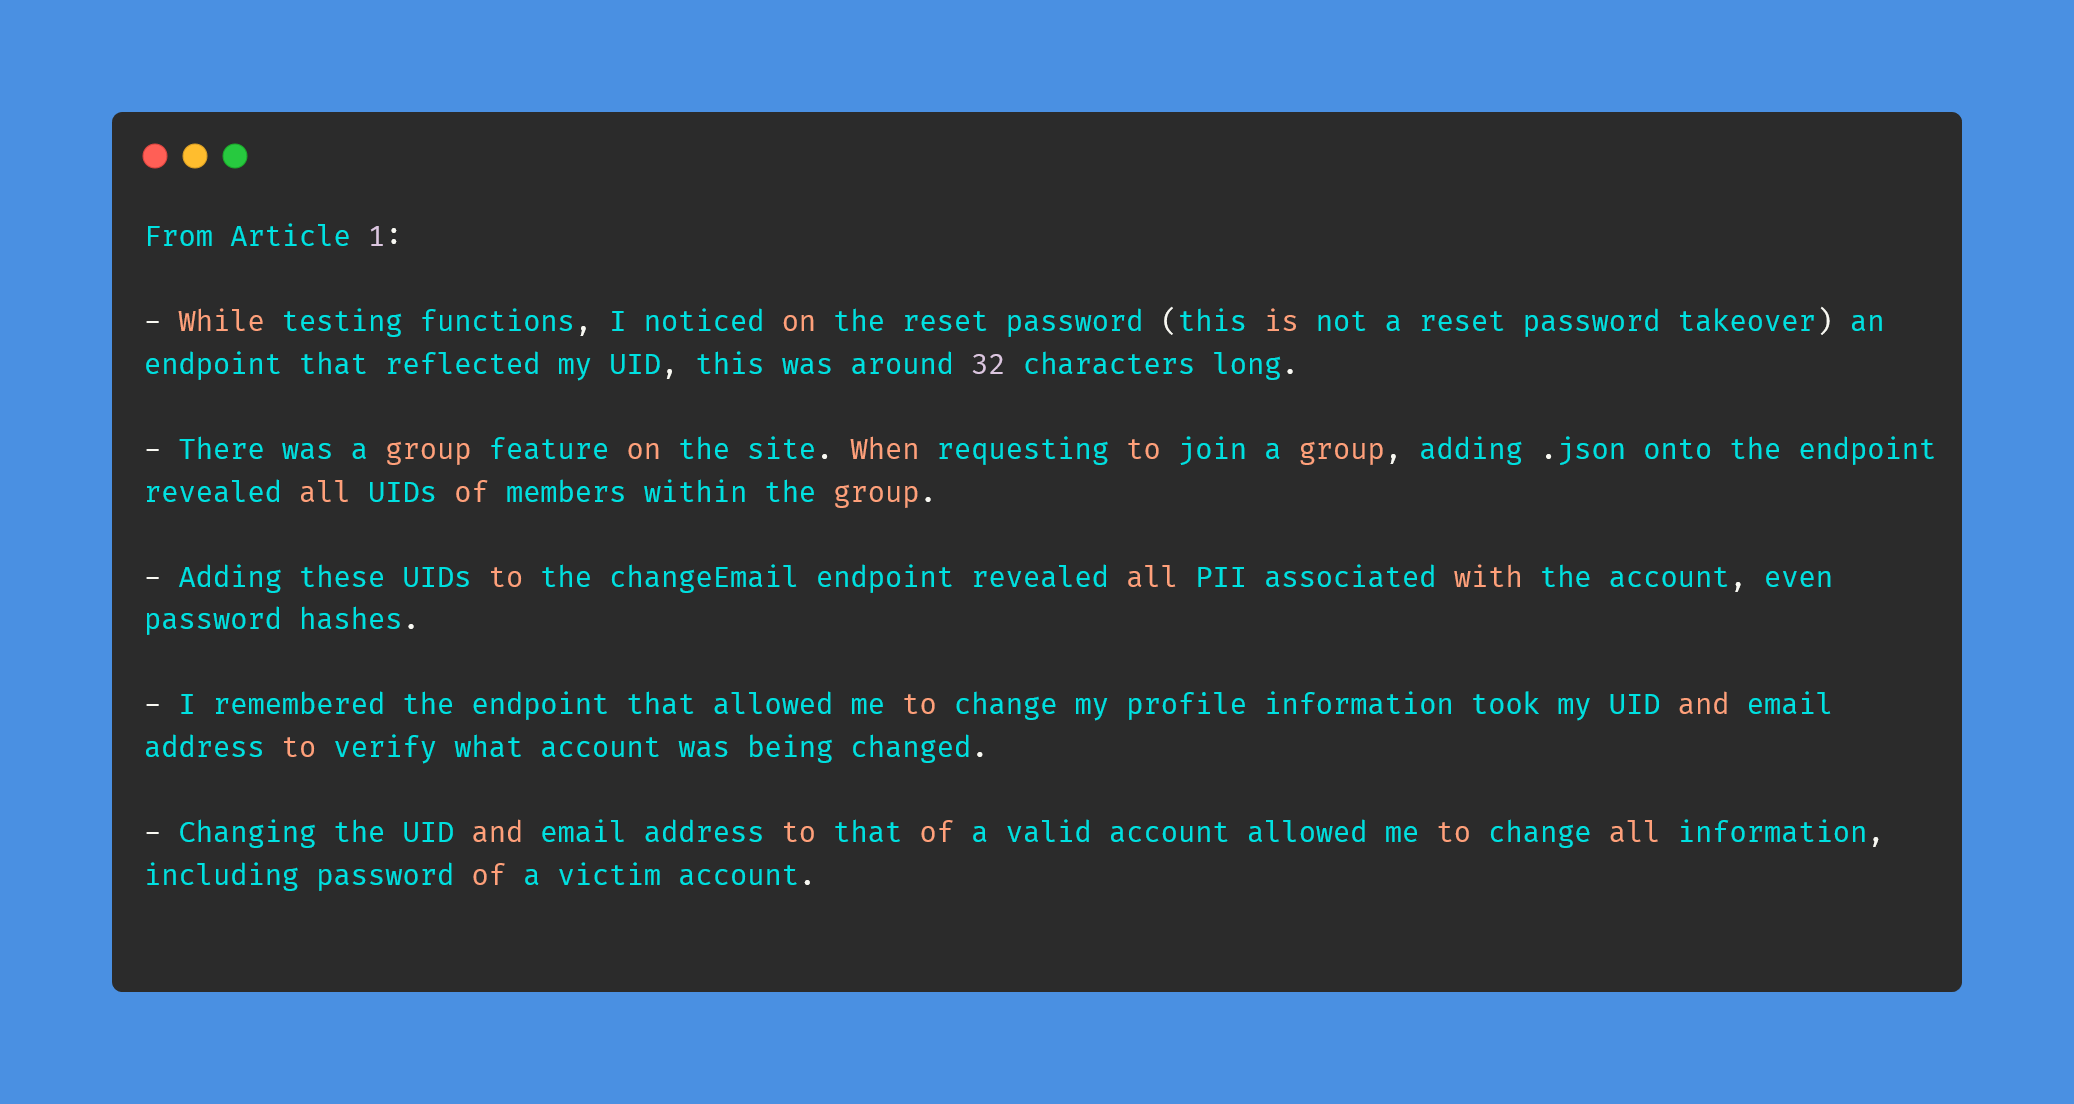 From Article 1:
- While testing functions, I noticed on the reset password (this is not a reset password takeover) an
endpoint that reflected my UID, this was around 32 characters long.
- There was a group feature on the site. When requesting to join a group, adding .json onto the endpoint
revealed all UIDs of members within the group.
- Adding these UIDs to the changeEmail endpoint revealed all PII associated with the account, even
password hashes.
- I remembered the endpoint that allowed me to change my profile information took my UID and email
address to verify what account was being changed.
- Changing the UID and email address to that of a valid account allowed me to change all information,
including password of a victim account.